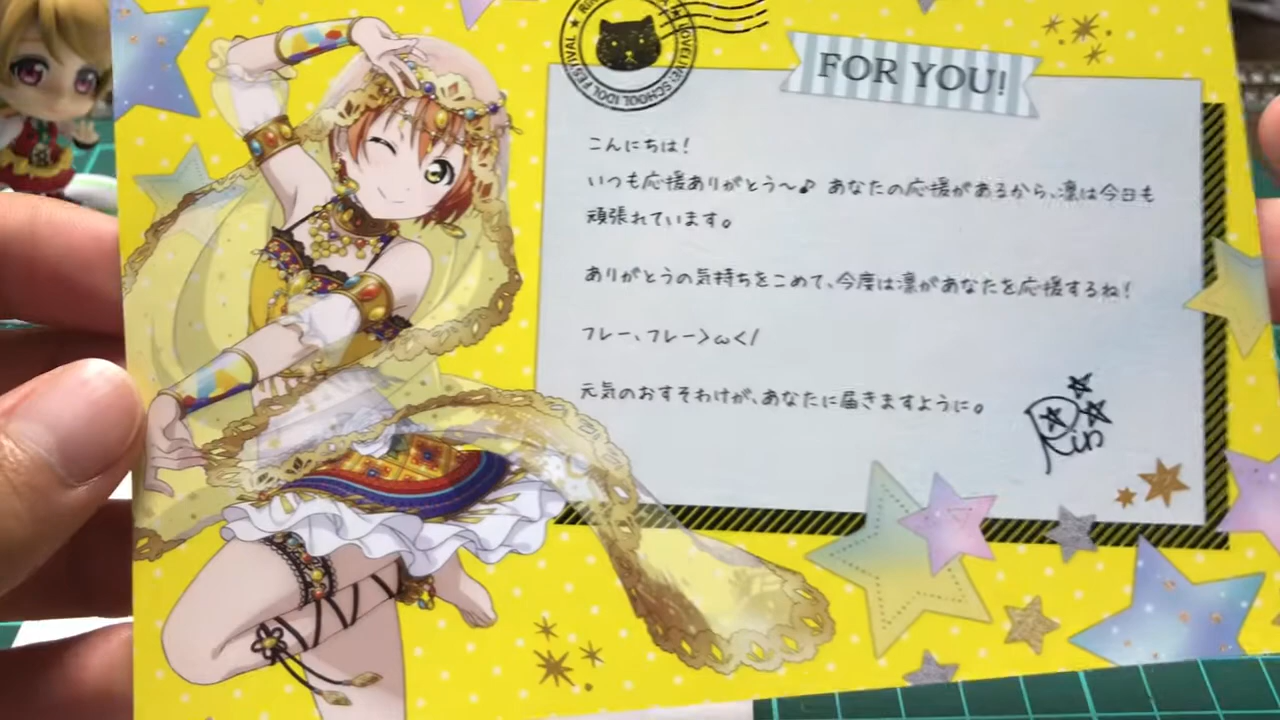 LOVELIVE! SCHOOL IDOL FESTIVAL
FOR YOU!
こんにちは!
いつも応援ありがとう〜♪ あなたの応援があるから、凛は今日も
頑張れています。
ありがとうの気持ちをこめて、今度は凛があなたを応援するね!
フレー、フレー>ω</
元気のおすそわけが、あなたに届きますように。
Rin